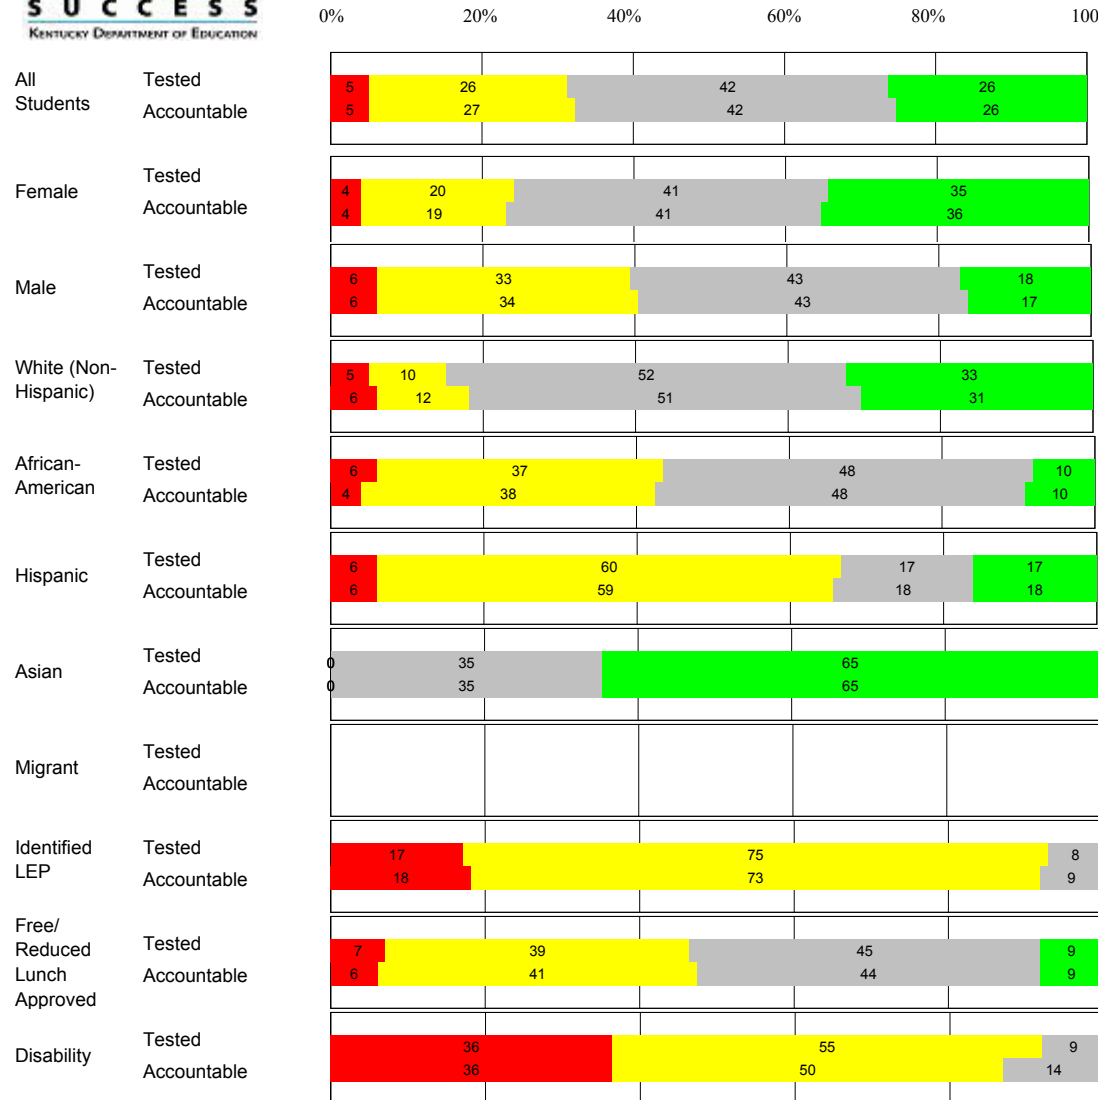 SUCCESS
KENTUCKY DEPARTMENT OF EDUCATION
0% 20% 40% 60% 80% 100
All Students
Tested 5 26 42 26
Accountable 5 27 42 26
Female
Tested 4 20 41 35
Accountable 4 19 41 36
Male
Tested 6 33 43 18
Accountable 6 34 43 17
White (Non-
Hispanic)
Tested 5 10 52 33
Accountable 6 12 51 31
African-
American
Tested 6 37 48 10
Accountable 4 38 48 10
Hispanic
Tested 6 60 17 17
Accountable 6 59 18 18
Asian
Tested 0 35 65
Accountable 0 35 65
Migrant
Tested
Accountable
Identified
LEP
Tested 17 75 8
Accountable 18 73 9
Free/
Reduced
Lunch
Approved
Tested 7 39 45 9
Accountable 6 41 44 9
Disability
Tested 36 55 9
Accountable 36 50 14